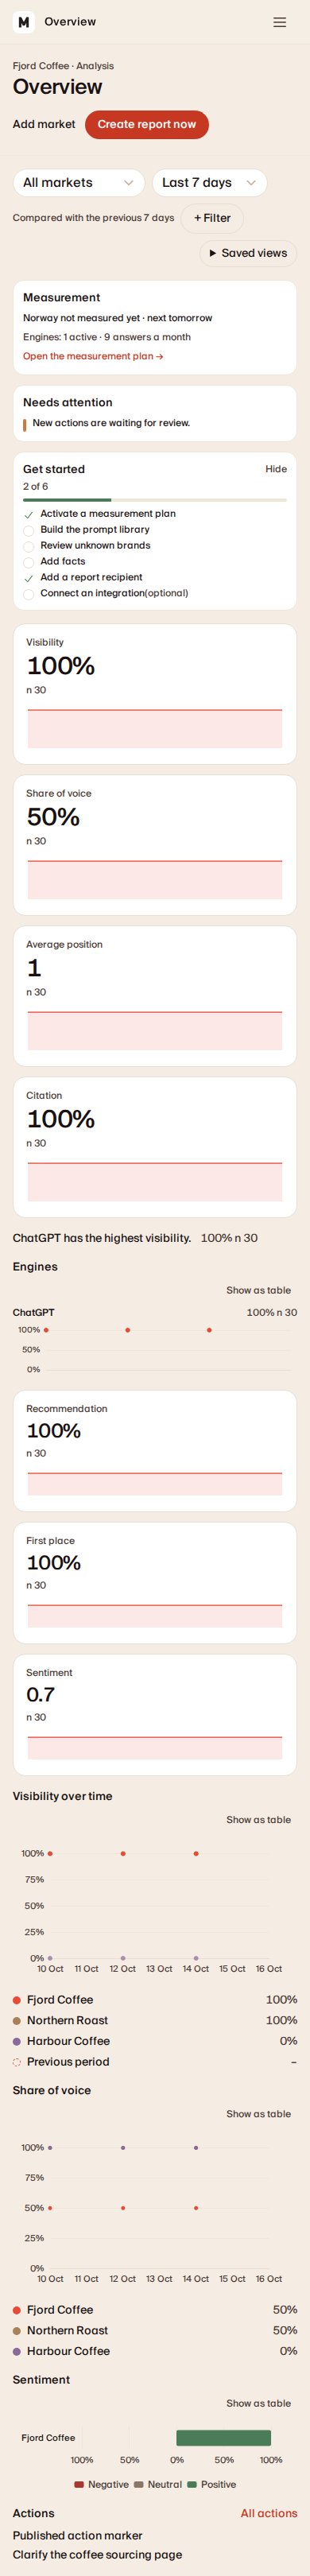 M Overview
Fjord Coffee · Analysis
Overview
Add market Create report now
All markets Last 7 days
Compared with the previous 7 days + Filter
▶ Saved views
Measurement
Norway not measured yet · next tomorrow
Engines: 1 active · 9 answers a month
Open the measurement plan →
Needs attention
New actions are waiting for review.
Get started Hide
2 of 6
Activate a measurement plan
Build the prompt library
Review unknown brands
Add facts
Add a report recipient
Connect an integration(optional)
Visibility
100%
n 30
Share of voice
50%
n 30
Average position
1
n 30
Citation
100%
n 30
ChatGPT has the highest visibility. 100% n 30
Engines
Show as table
ChatGPT 100% n 30
100%
50%
0%
Recommendation
100%
n 30
First place
100%
n 30
Sentiment
0.7
n 30
Visibility over time
Show as table
100%
75%
50%
25%
0%
10 Oct 11 Oct 12 Oct 13 Oct 14 Oct 15 Oct 16 Oct
Fjord Coffee 100%
Northern Roast 100%
Harbour Coffee 0%
Previous period –
Share of voice
Show as table
100%
75%
50%
25%
0%
10 Oct 11 Oct 12 Oct 13 Oct 14 Oct 15 Oct 16 Oct
Fjord Coffee 50%
Northern Roast 50%
Harbour Coffee 0%
Sentiment
Show as table
Fjord Coffee
100% 50% 0% 50% 100%
Negative Neutral Positive
Actions All actions
Published action marker
Clarify the coffee sourcing page